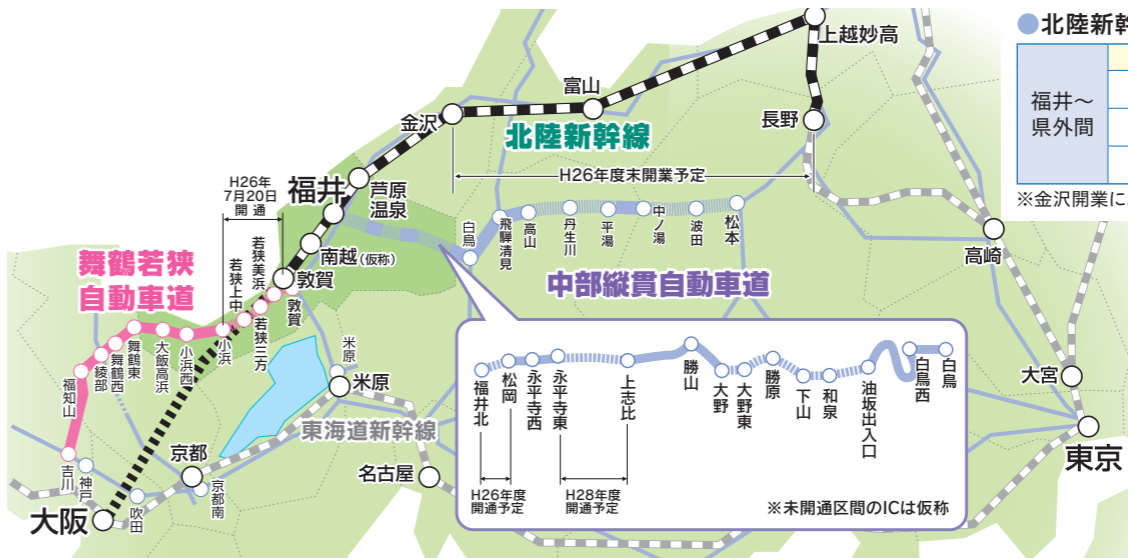 ●北陸新幹
福井～
県外間
※金沢開業に
上越妙高
富山
金沢
長野
北陸新幹線
H26年度末開業予定
H26年
7月20日
開通
福井
芦原
温泉
南越(仮称)
敦賀
白鳥
飛騨清見
高山
丹生川
平湯
中ノ湯
波田
松本
高崎
中部縦貫自動車道
舞鶴若狭
自動車道
若狭美浜
若狭上中
敦賀
若狭三方
小浜
小浜西
大飯高浜
舞鶴東
舞鶴西
綾部
福知山
米原
米原
東海道新幹線
京都
名古屋
吉川
神戸
吹田
京都南
大阪
大宮
東京
福井北
松岡
永平寺西
永平寺東
上志比
勝山
大野
大野東
勝原
下山
和泉
油坂出入口
白鳥西
白鳥
H26年度
開通予定
H28年度
開通予定
※未開通区間のICは仮称